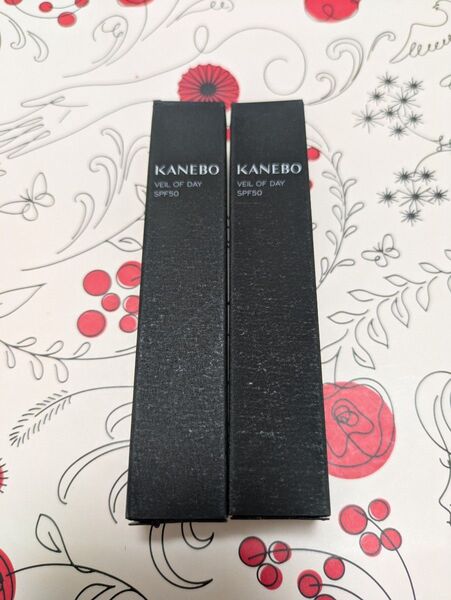 KANEBO
VEIL OF DAY
SPF50
KANEBO
VEIL OF DAY
SPF50